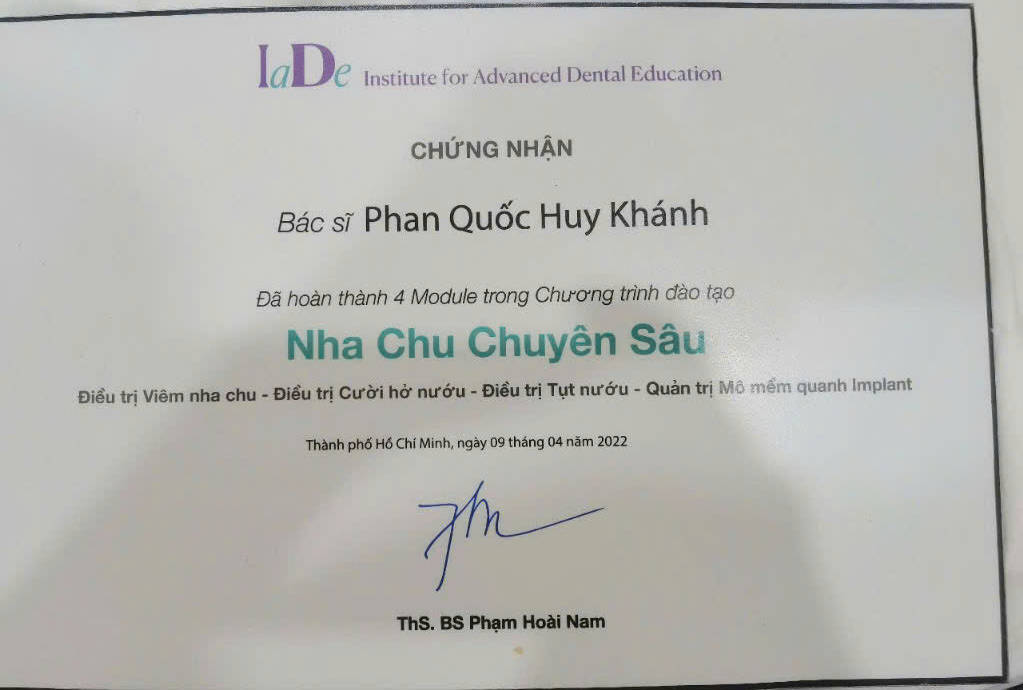 IaDe Institute for Advanced Dental Education
CHỨNG NHẬN
Bác sĩ Phan Quốc Huy Khánh
Đã hoàn thành 4 Module trong Chương trình đào tạo
Nha Chu Chuyên Sâu
Điều trị Viêm nha chu - Điều trị Cười hở nướu - Điều trị Tụt nướu - Quản trị Mô mềm quanh Implant
Thành phố Hồ Chí Minh, ngày 09 tháng 04 năm 2022
ThS. BS Phạm Hoài Nam